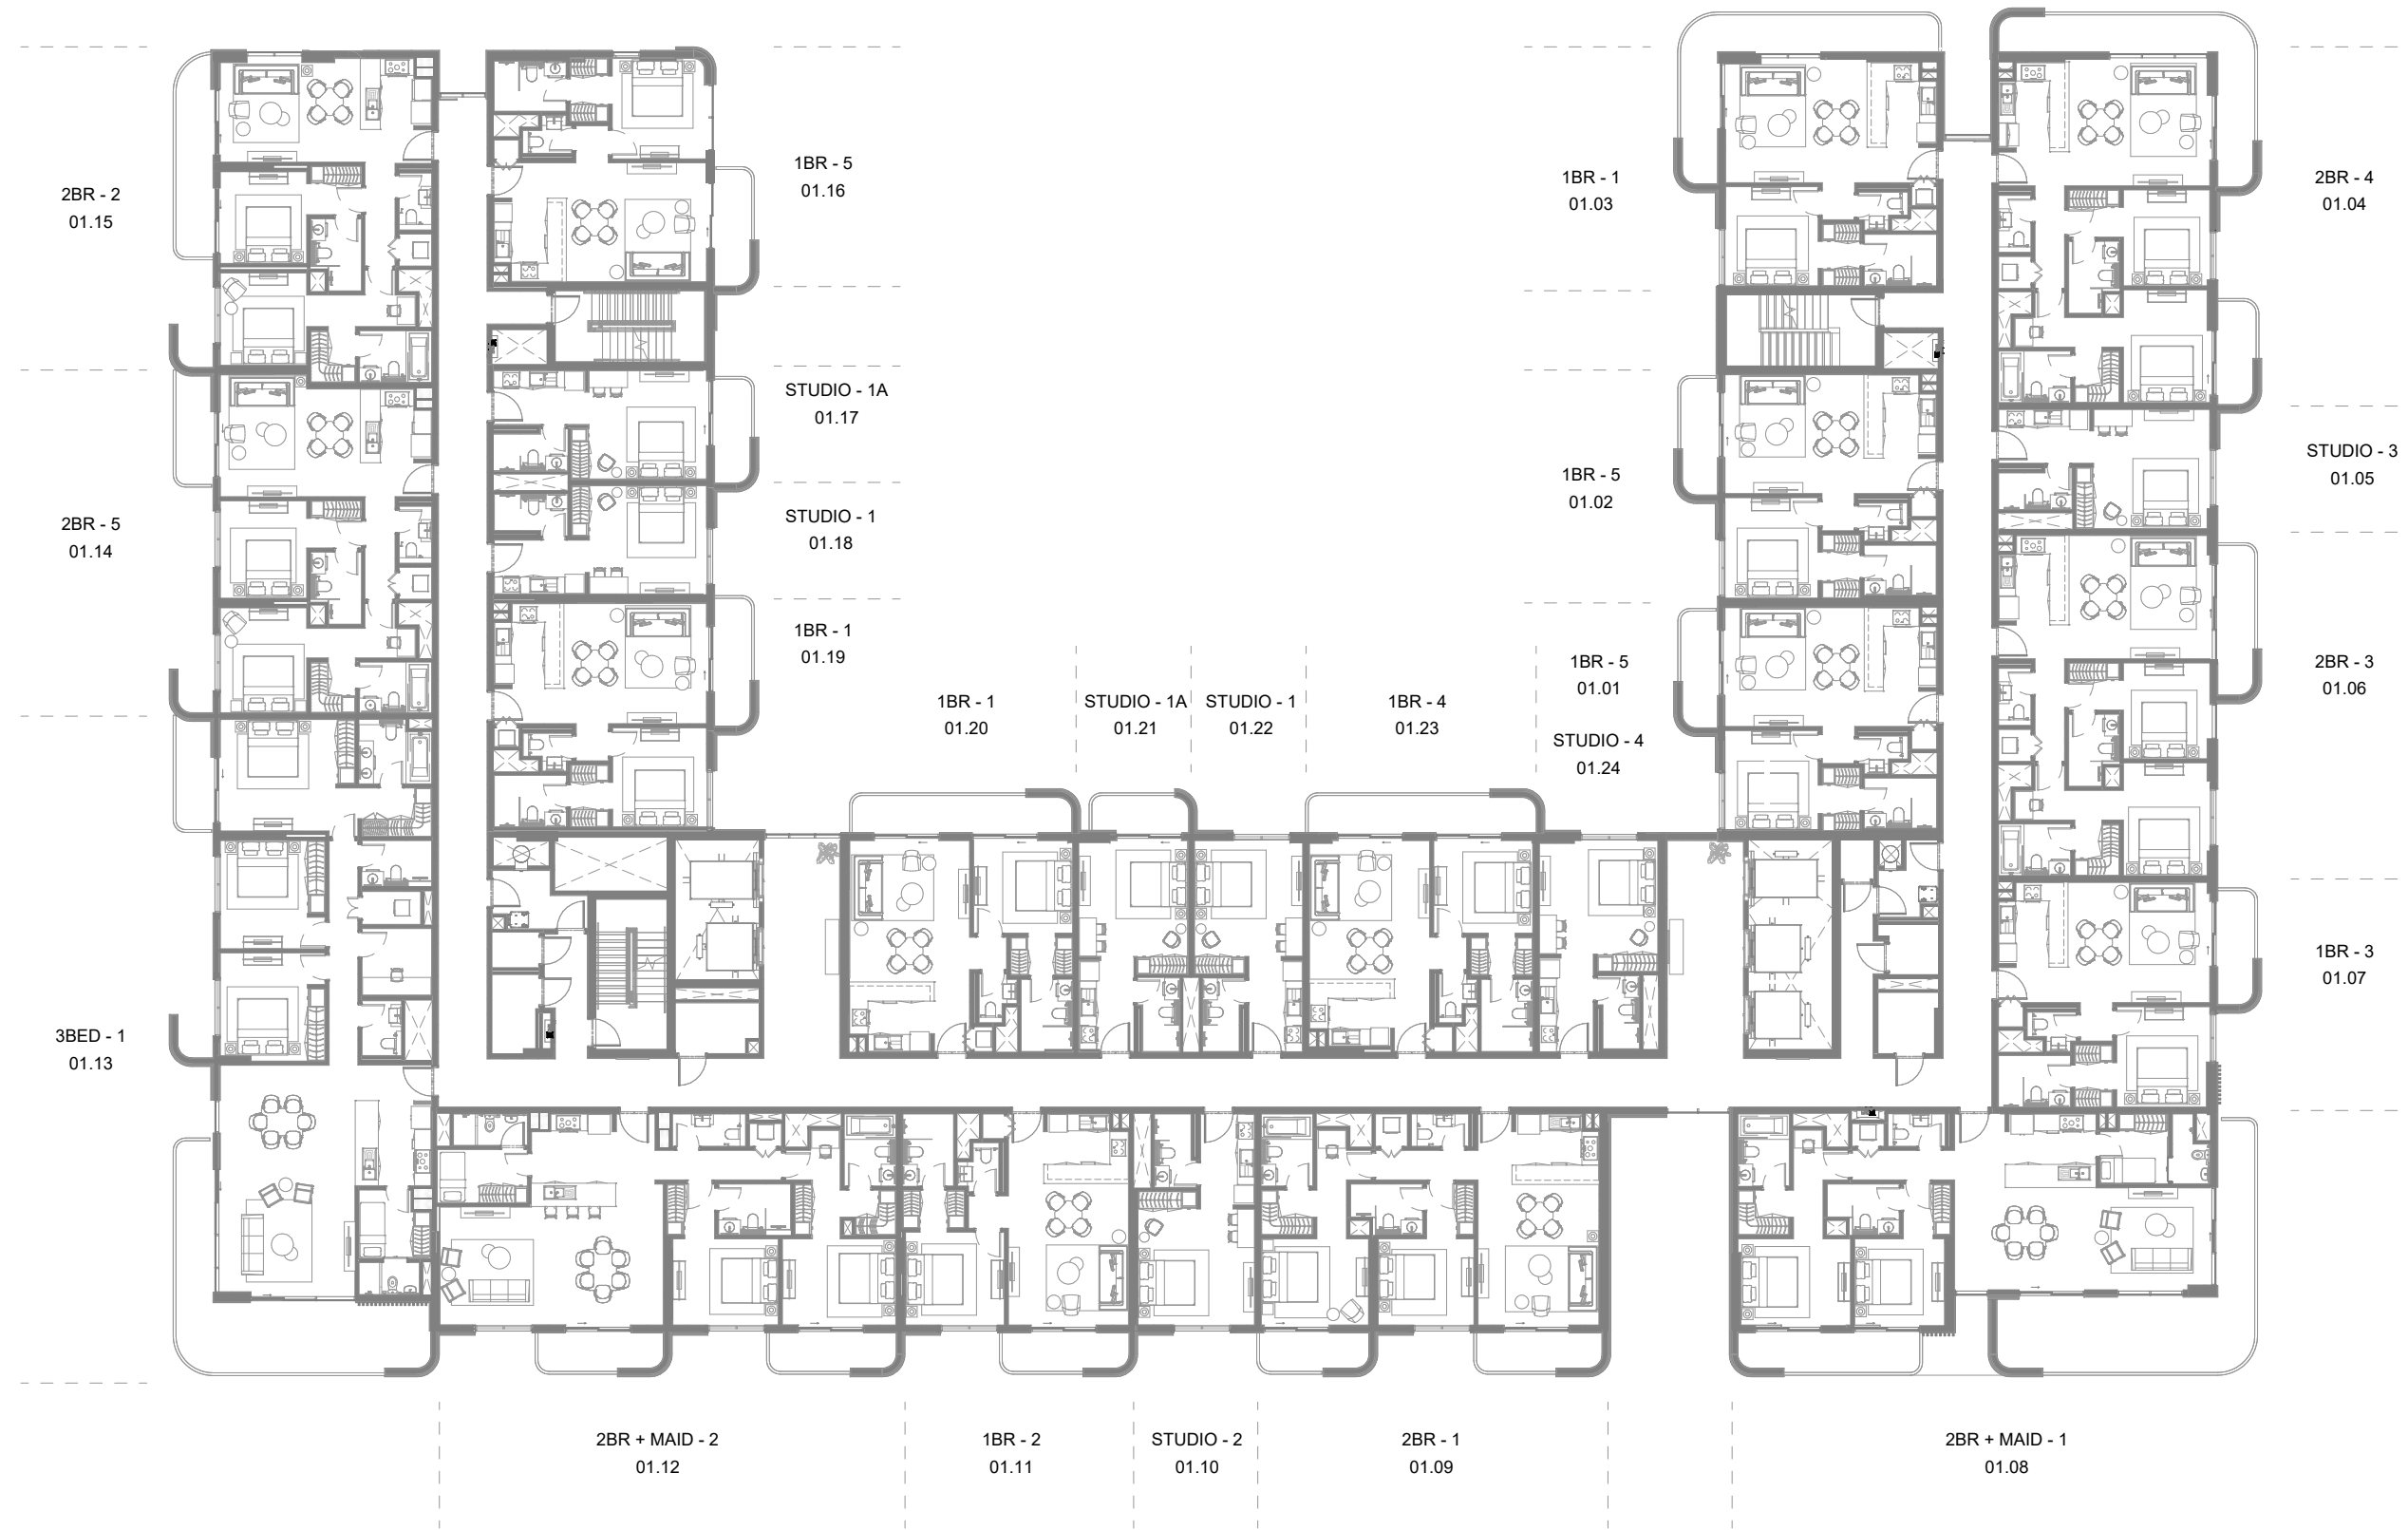 2BR - 2
01.15
1BR - 5
01.16
1BR - 1
01.03
2BR - 4
01.04
STUDIO - 1A
01.17
2BR - 5
01.14
STUDIO - 1
01.18
1BR - 5
01.02
STUDIO - 3
01.05
1BR - 1
01.19
1BR - 1
01.20
STUDIO - 1A
01.21
STUDIO - 1
01.22
1BR - 4
01.23
1BR - 5
01.01
STUDIO - 4
01.24
2BR - 3
01.06
3BED - 1
01.13
1BR - 3
01.07
2BR + MAID - 2
01.12
1BR - 2
01.11
STUDIO - 2
01.10
2BR - 1
01.09
2BR + MAID - 1
01.08